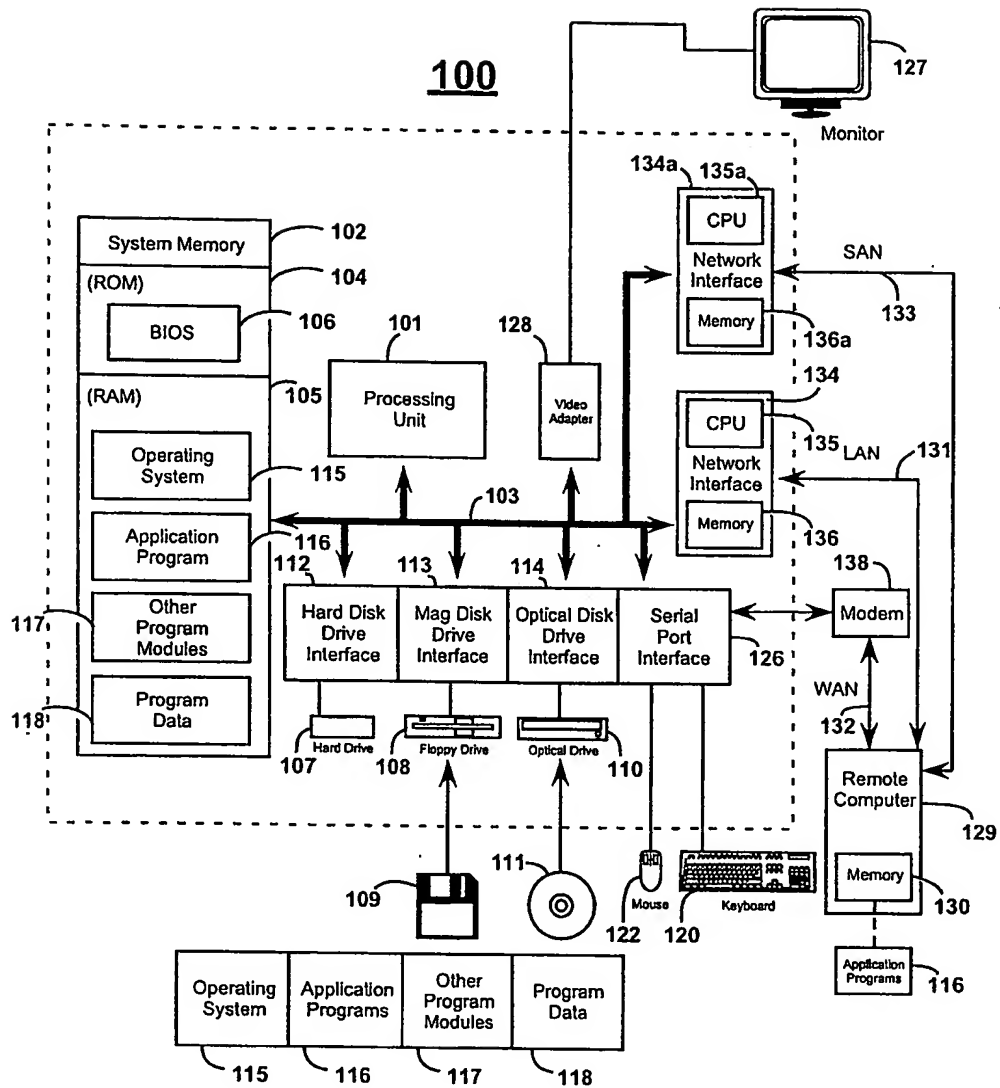 100
127
Monitor
134a
135a
CPU
Network
Interface
Memory
136a
SAN
133
System Memory
102
(ROM)
104
BIOS
106
(RAM)
105
Operating
System
115
Application
Program
116
117
Other
Program
Modules
118
Program
Data
101
Processing
Unit
128
Video
Adapter
103
134
CPU
135
Network
Interface
Memory
136
LAN
131
112
Hard Disk
Drive
Interface
113
Mag Disk
Drive
Interface
114
Optical Disk
Drive
Interface
Serial
Port
Interface
126
138
Modem
WAN
132
107
Hard Drive
108
Floppy Drive
Optical Drive
110
Remote
Computer
129
Memory
130
109
111
Mouse
122
120
Keyboard
Application
Programs
116
Operating
System
Application
Programs
Other
Program
Modules
Program
Data
115
116
117
118